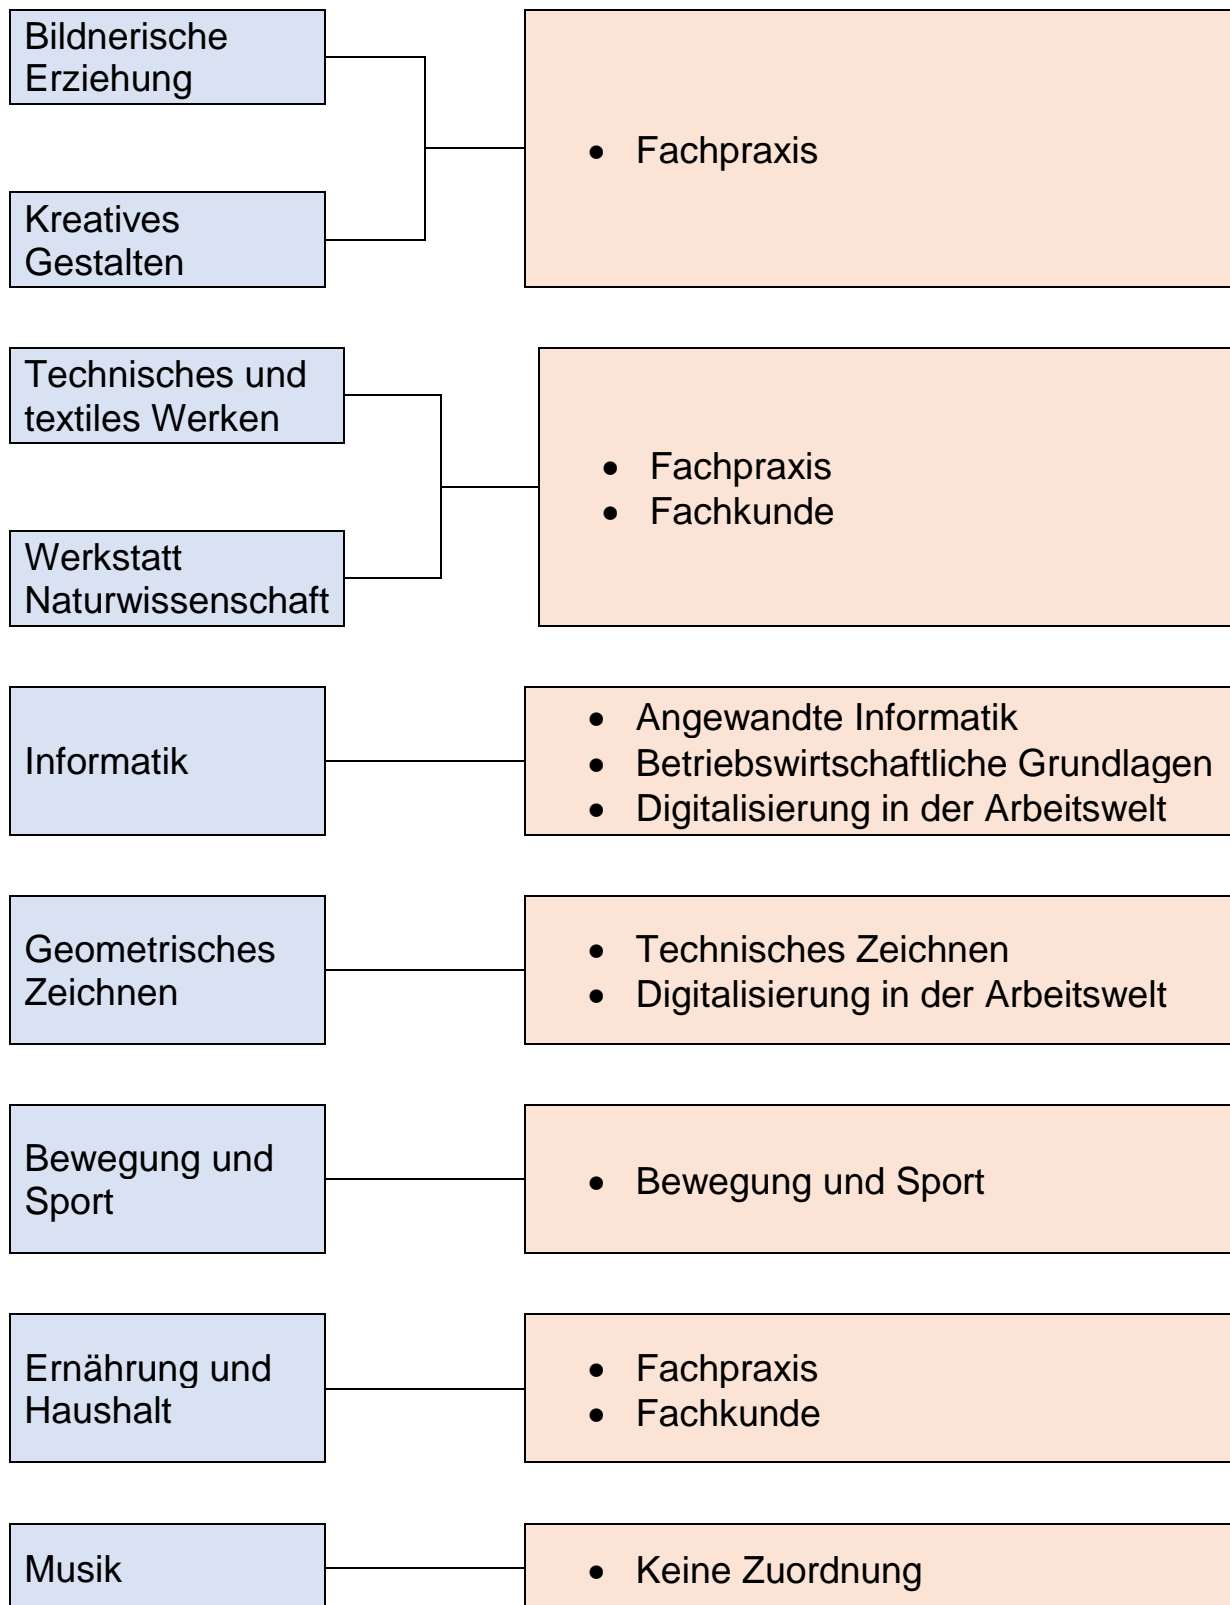 Bildnerische
Erziehung
• Fachpraxis
Kreatives
Gestalten
Technisches und
textiles Werken
• Fachpraxis
• Fachkunde
Werkstatt
Naturwissenschaft
Informatik
• Angewandte Informatik
• Betriebswirtschaftliche Grundlagen
• Digitalisierung in der Arbeitswelt
Geometrisches
Zeichnen
• Technisches Zeichnen
• Digitalisierung in der Arbeitswelt
Bewegung und
Sport
• Bewegung und Sport
Ernährung und
Haushalt
• Fachpraxis
• Fachkunde
Musik
• Keine Zuordnung